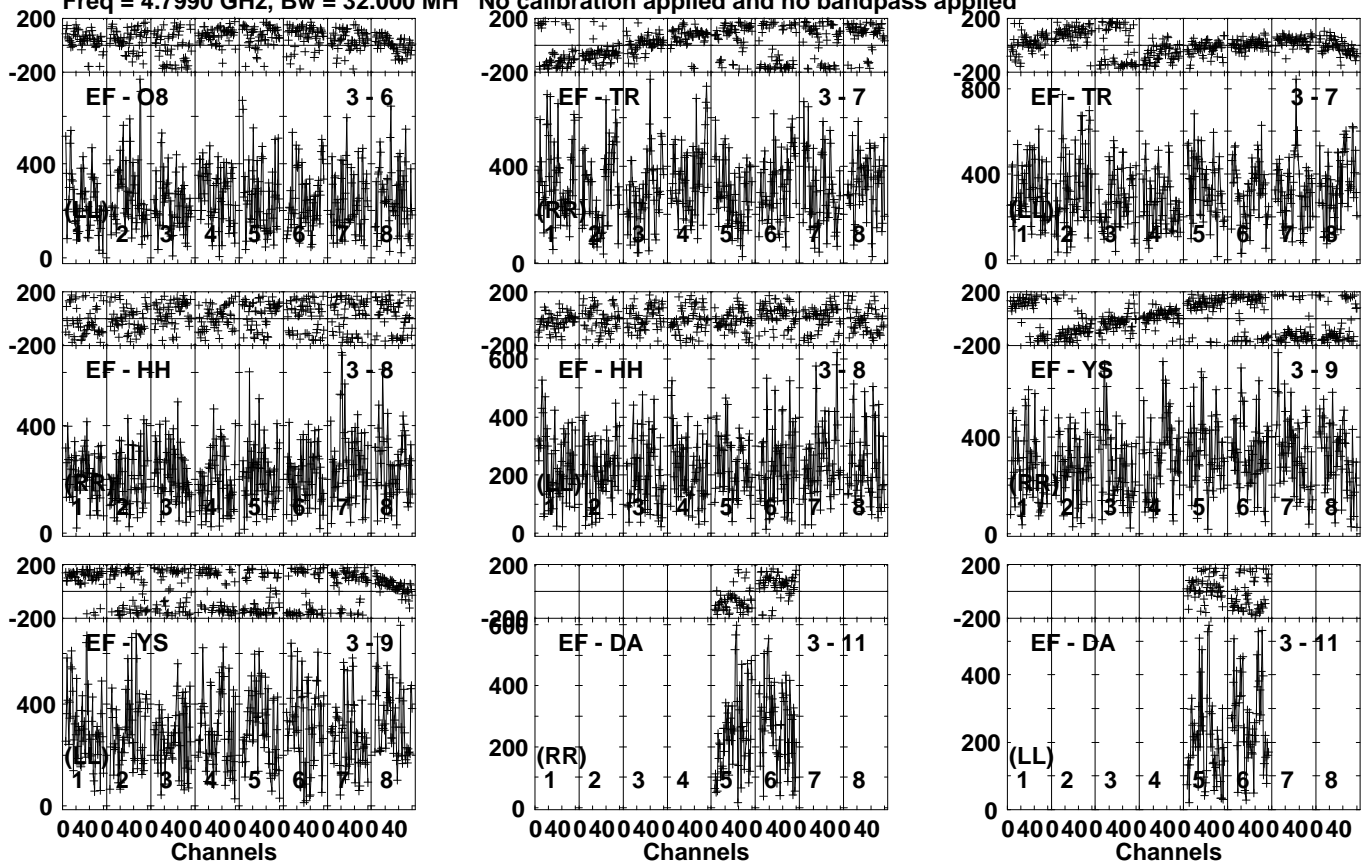 Freq = 4.7990 GHz, Bw = 32.000 MH No calibration applied and no bandpass applied
200 200 200
-200 -200 -200
EF - O8 3 - 6 EF - TR 3 - 7 800 EF - TR 3 - 7
400 400 400
(LL) (RR) (LL)
1 2 3 4 5 6 7 8 1 2 3 4 5 6 7 8 1 2 3 4 5 6 7 8
0 0 0
200 200 200
-200 -200 -200
EF - HH 3 - 8 600 EF - HH 3 - 8 EF - YS 3 - 9
400 400 400
200
(RR) (LL) (RR)
1 2 3 4 5 6 7 8 1 2 3 4 5 6 7 8 1 2 3 4 5 6 7 8
0 0 0
200 200 200
-200 -200 -200
EF - YS 3 - 9 600 EF - DA 3 - 11 EF - DA 3 - 11
400 400 400
200 200
(LL) (RR) (LL)
1 2 3 4 5 6 7 8 1 2 3 4 5 6 7 8 1 2 3 4 5 6 7 8
0 0 0
0 40 0 40 0 40 0 40 0 40 0 40 0 40 0 40 0 40 0 40 0 40 0 40 0 40 0 40 0 40 0 40 0 40 0 40 0 40 0 40 0 40 0 40 0 40 0 40
Channels Channels Channels